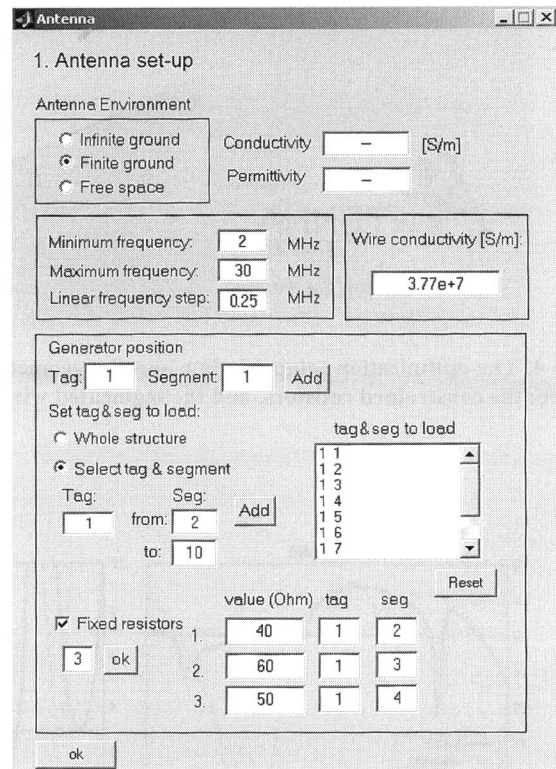 Antenna
1. Antenna set-up
Antenna Environment
Infinite ground
Finite ground
Free space
Conductivity – [S/m]
Permittivity –
Minimum frequency: 2 MHz
Maximum frequency: 30 MHz
Linear frequency step: 0.25 MHz
Wire conductivity [S/m]:
3.77e+7
Generator position
Tag: 1 Segment: 1 Add
Set tag&seg to load:
Whole structure
Select tag & segment
Tag: Seg:
1 from: 2 Add
to: 10
tag&seg to load
1 1
1 2
1 3
1 4
1 5
1 6
1 7
Reset
Fixed resistors
3 ok
value (Ohm) tag seg
1. 40 1 2
2. 60 1 3
3. 50 1 4
ok